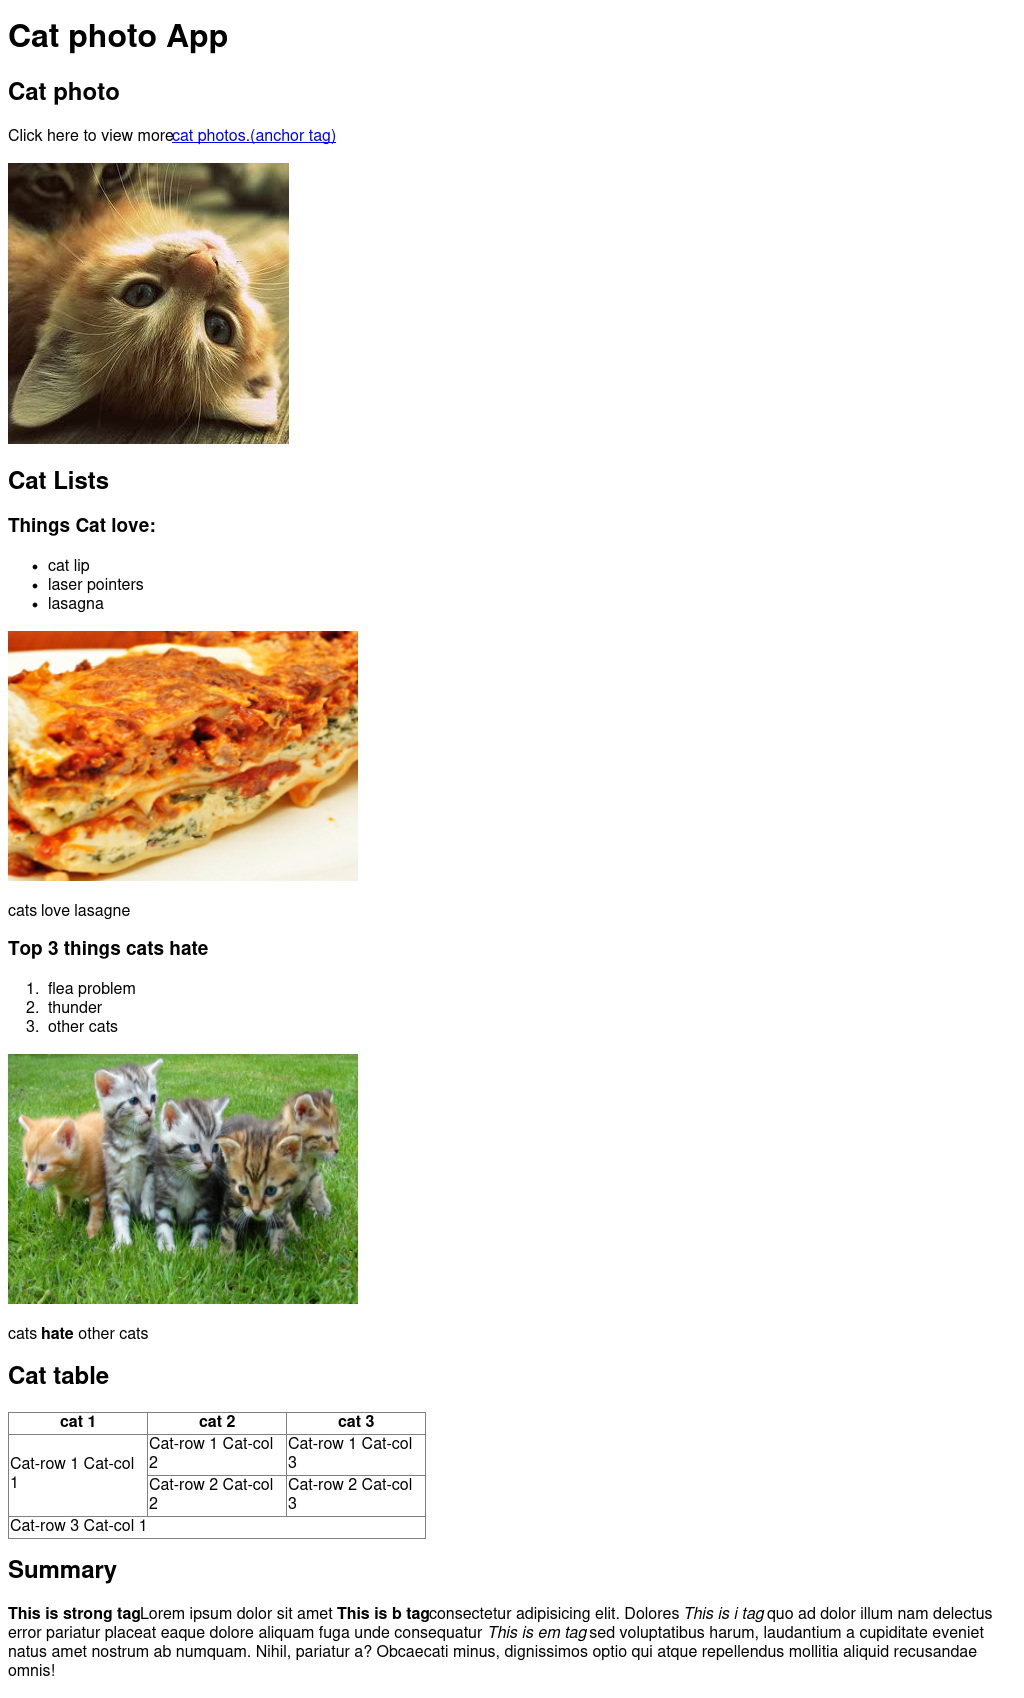 Cat photo App
Cat photo
Click here to view morecat photos.(anchor tag)
Cat Lists
Things Cat love:
• cat lip
• laser pointers
• lasagna
cats love lasagne
Top 3 things cats hate
1. flea problem
2. thunder
3. other cats
cats hate other cats
Cat table
cat 1 cat 2 cat 3
Cat-row 1 Cat-col 1
Cat-row 1 Cat-col 2
Cat-row 1 Cat-col 3
Cat-row 2 Cat-col 2
Cat-row 2 Cat-col 3
Cat-row 3 Cat-col 1
Summary
This is strong tagLorem ipsum dolor sit amet This is b tagconsectetur adipisicing elit. Dolores This is i tag quo ad dolor illum nam delectus
error pariatur placeat eaque dolore aliquam fuga unde consequatur This is em tag sed voluptatibus harum, laudantium a cupiditate eveniet
natus amet nostrum ab numquam. Nihil, pariatur a? Obcaecati minus, dignissimos optio qui atque repellendus mollitia aliquid recusandae
omnis!